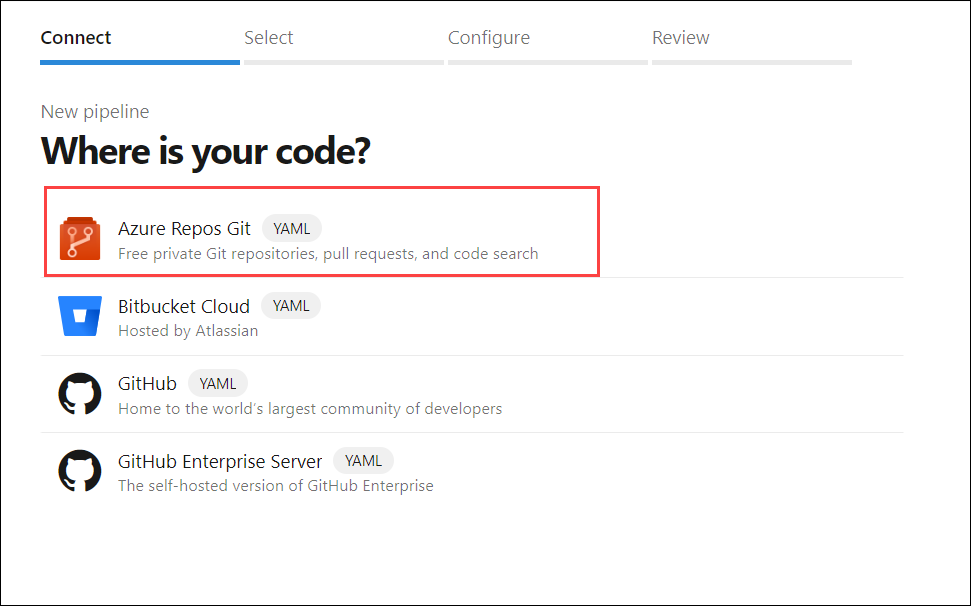 Connect Select Configure Review
New pipeline
Where is your code?
Azure Repos Git YAML
Free private Git repositories, pull requests, and code search
Bitbucket Cloud YAML
Hosted by Atlassian
GitHub YAML
Home to the world's largest community of developers
GitHub Enterprise Server YAML
The self-hosted version of GitHub Enterprise